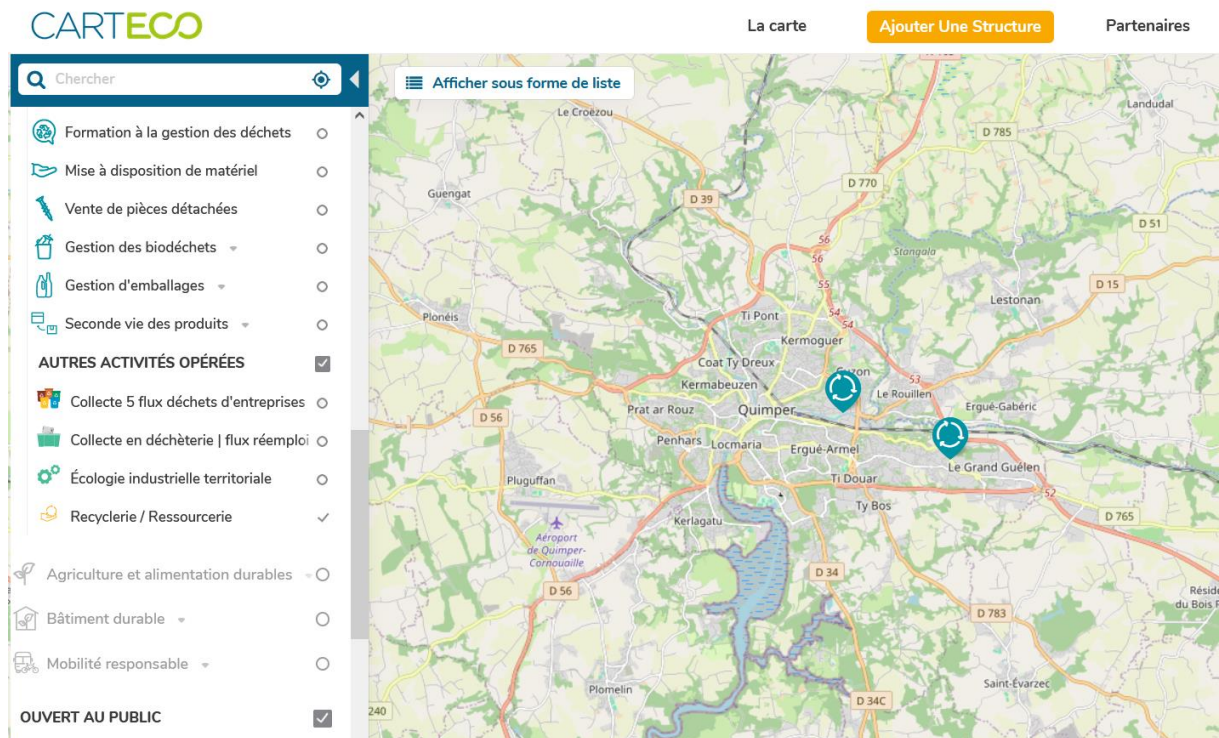 CARTECO
La carte
Ajouter Une Structure
Partenaires
Chercher
Afficher sous forme de liste
Formation à la gestion des déchets
Mise à disposition de matériel
Vente de pièces détachées
Gestion des biodéchets
Gestion d'emballages
Seconde vie des produits
AUTRES ACTIVITÉS OPÉRÉES
Collecte 5 flux déchets d'entreprises
Collecte en déchèterie | flux réemploi
Écologie industrielle territoriale
Recyclerie / Ressourcerie
Agriculture et alimentation durables
Bâtiment durable
Mobilité responsable
OUVERT AU PUBLIC
Le Croëzou
Landudal
D 785
D 770
Guengat
D 39
D 51
56
56
Stangala
55
D 15
Lestonan
54
54
Plonéis
Ti Pont
Kermoguer
D 765
Coat Ty Dreux
Kermabeuzen
53
Le Rouillen
Ergué-Gabéric
D 56
Prat ar Rouz
Quimper
Penhars
Locmaria
Ergué-Armel
Le Grand Guélen
Pluguffan
Ti Douar
52
Ty Bos
D 765
Kerlagatu
Aéroport
de Quimper-
Cornouaille
D 56
D 34
D 783
Réside
du Bois P
Saint-Évarzec
Plomelin
D 34C
240